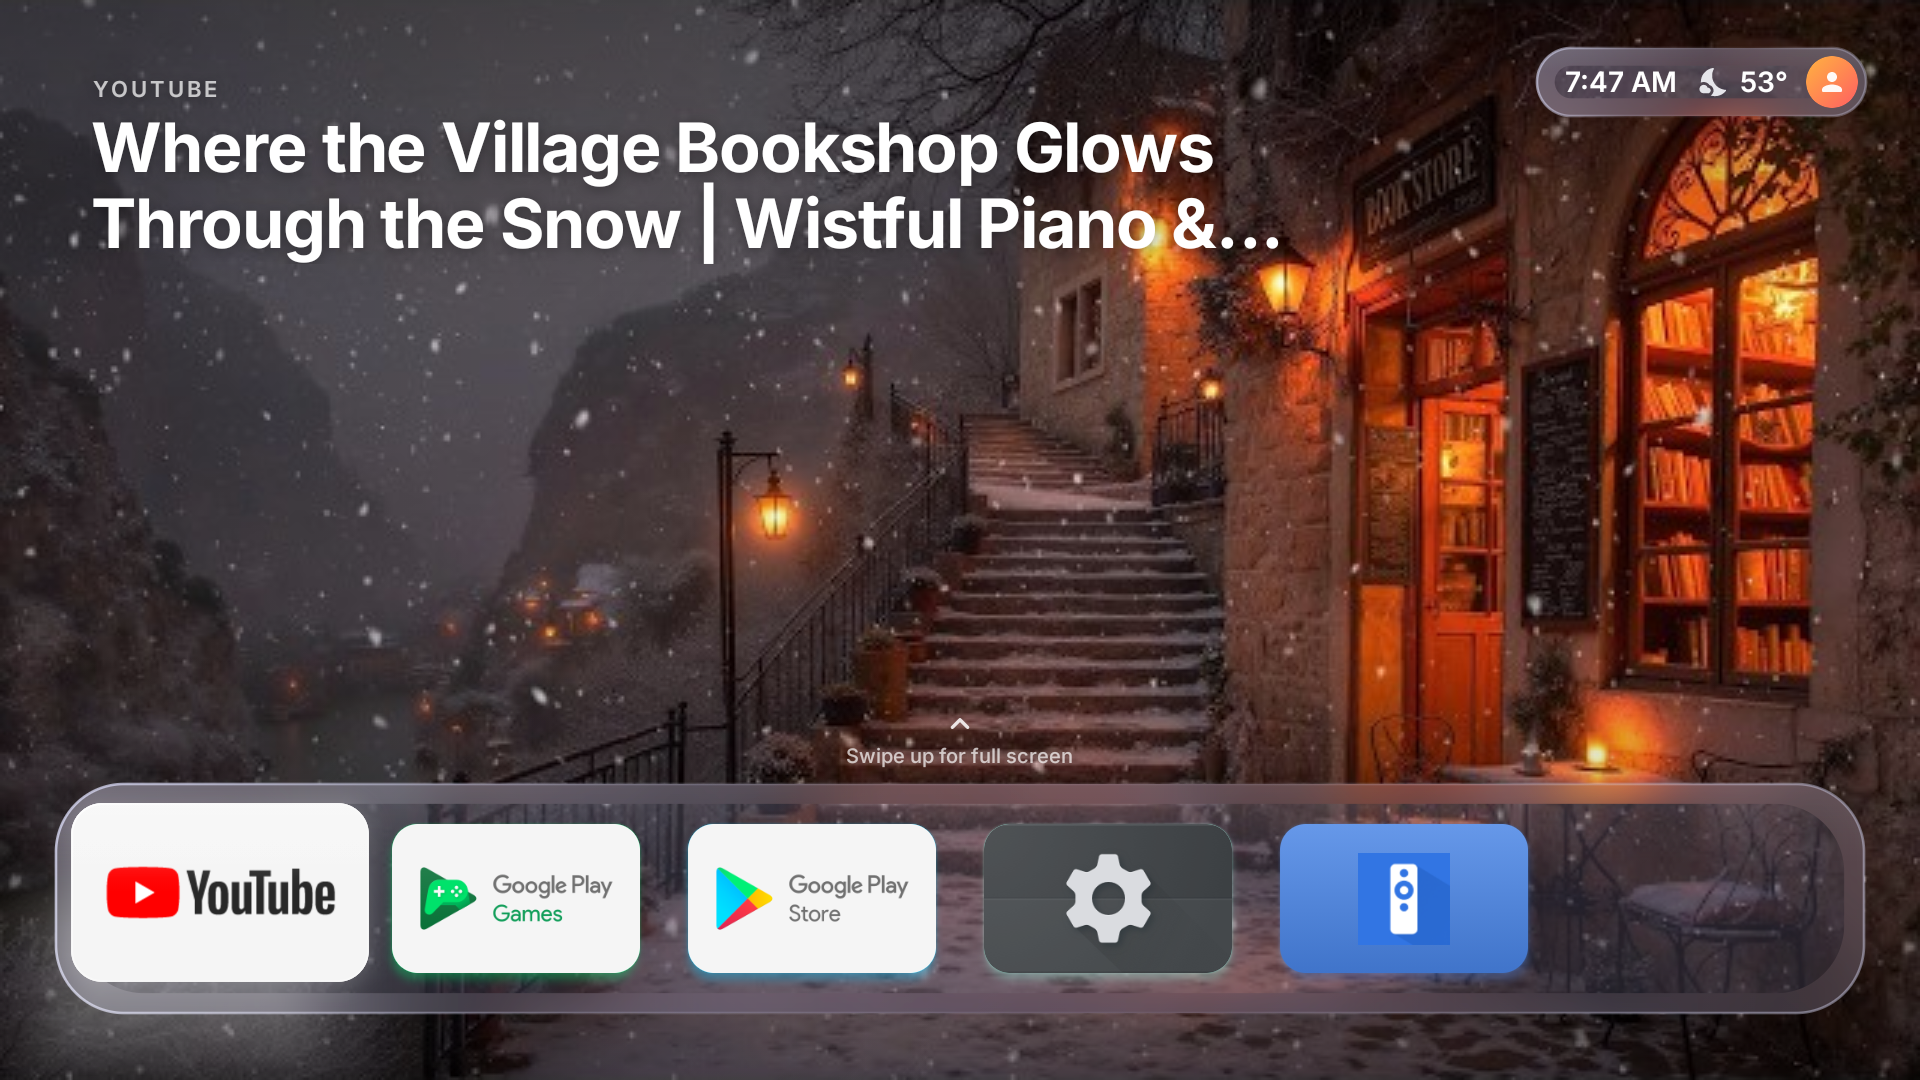 YOUTUBE
Where the Village Bookshop Glows
Through the Snow | Wistful Piano &...
7:47 AM 53°
BOOK STORE
Swipe up for full screen
YouTube
Google Play
Games
Google Play
Store